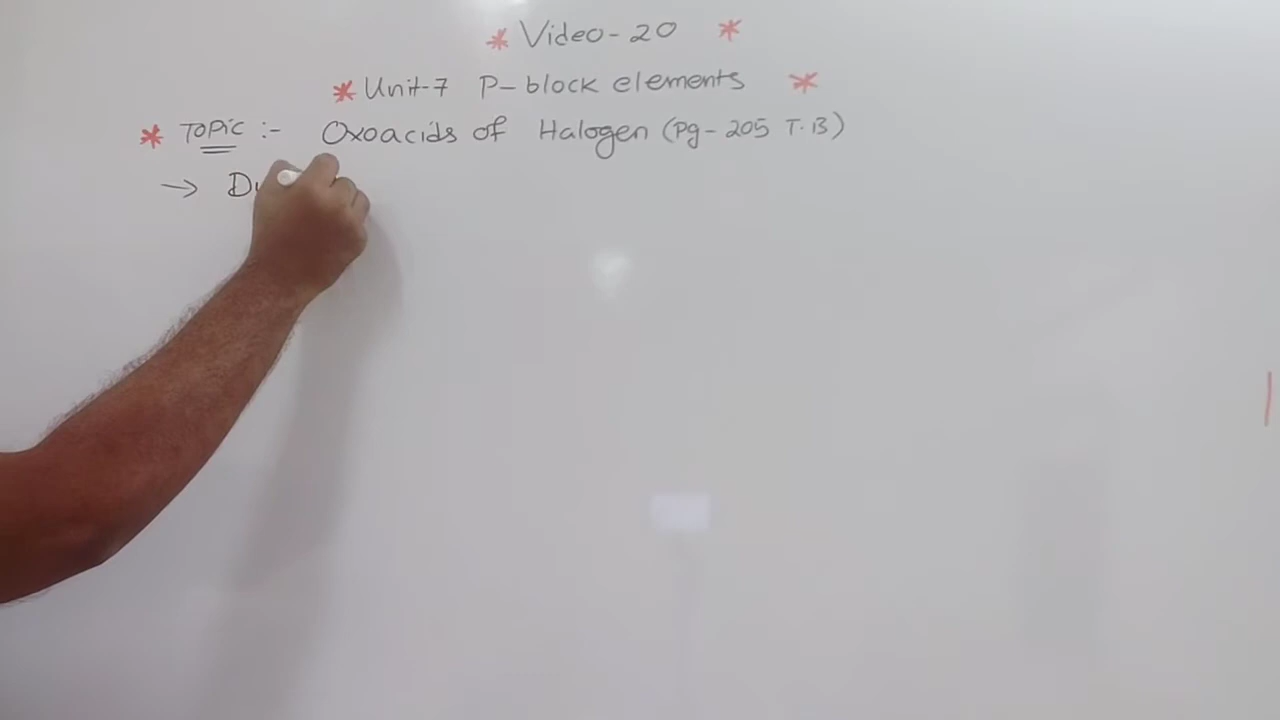 * Video-20 *
* Unit-7 P-block elements *
* Topic :- Oxoacids of Halogen (Pg-205 T.B)
→